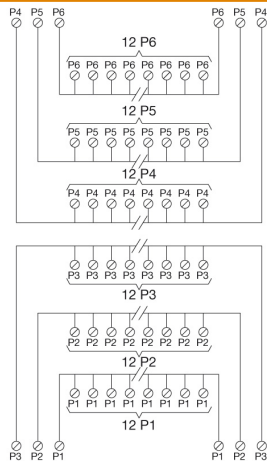 P4 P5 P6 P6 P5 P4
12 P6
P6 P6 P6 P6 P6 P6 P6 P6
12 P5
P5 P5 P5 P5 P5 P5 P5 P5
12 P4
P4 P4 P4 P4 P4 P4 P4 P4
P3 P3 P3 P3 P3 P3 P3 P3
12 P3
P2 P2 P2 P2 P2 P2 P2 P2
12 P2
P1 P1 P1 P1 P1 P1 P1 P1
12 P1
P3 P2 P1 P1 P2 P3